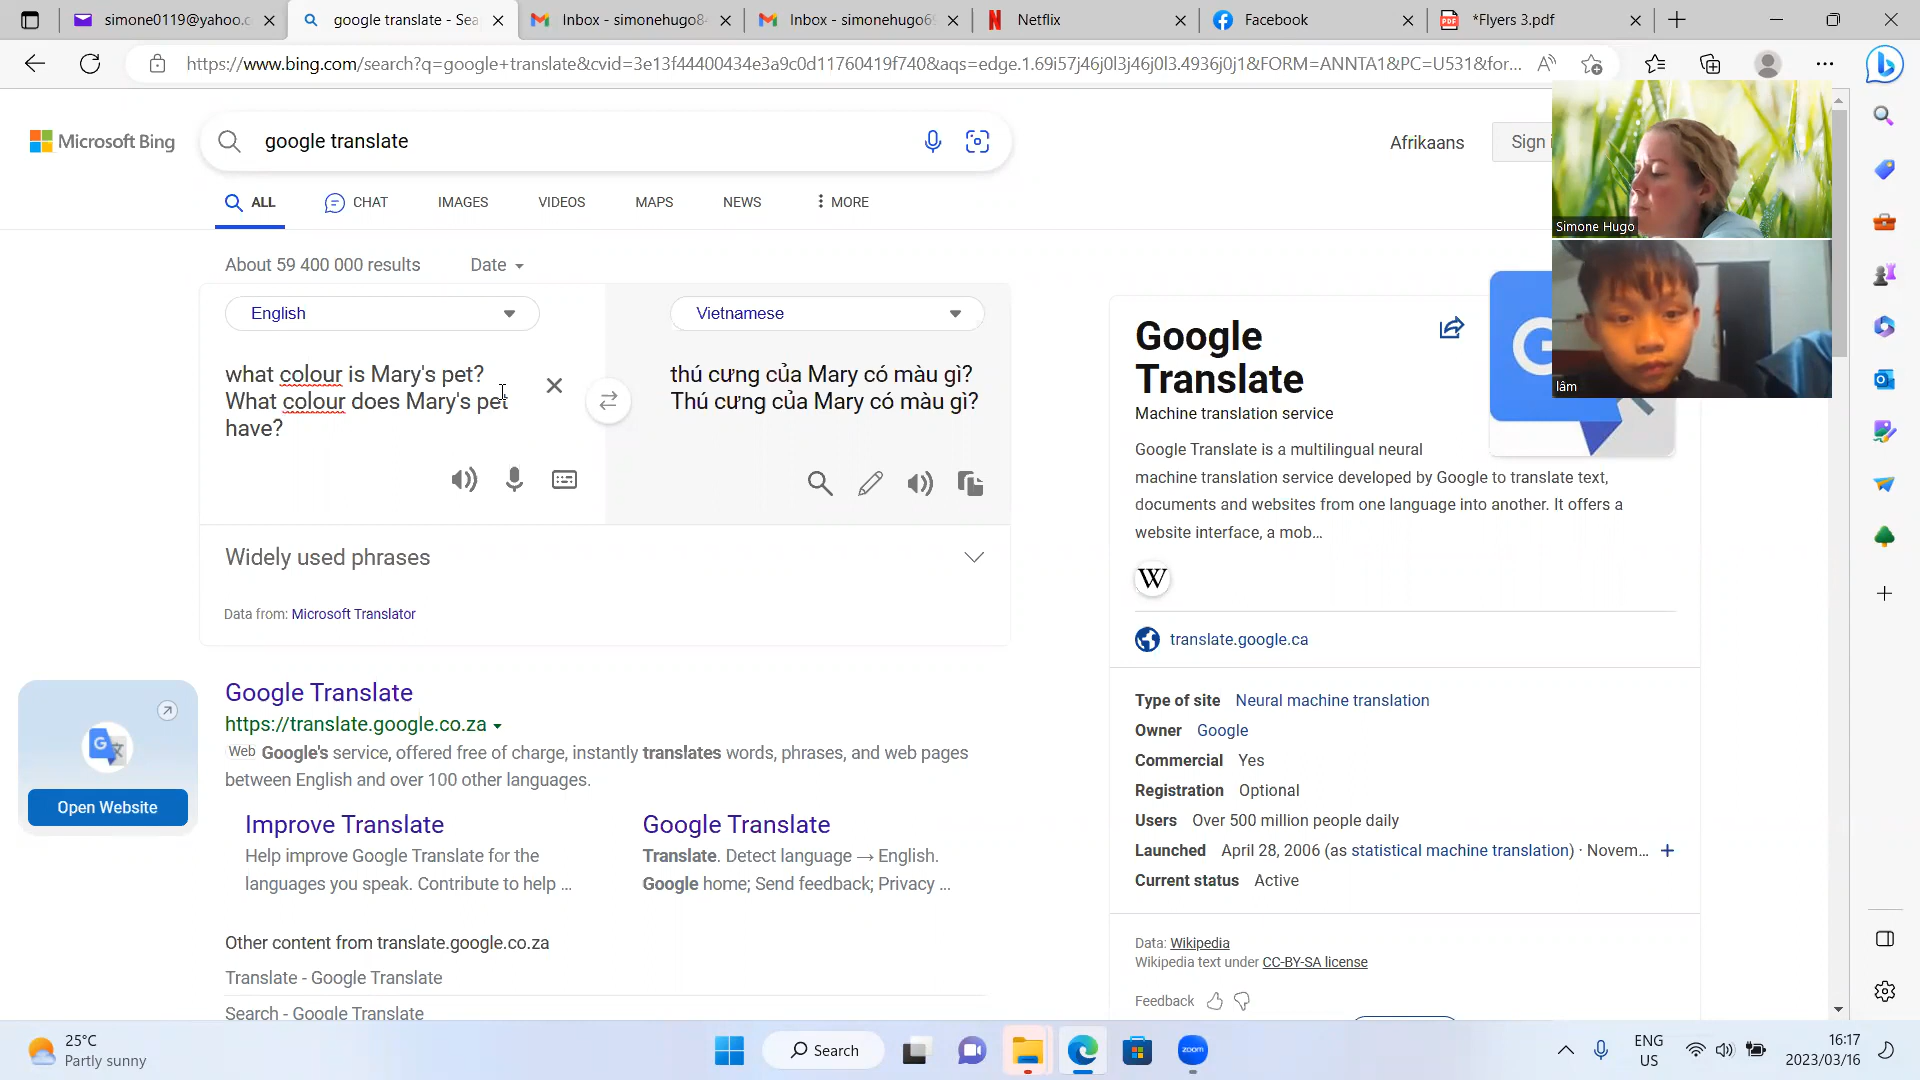 simone0119@yahoo.c
google translate - Sea
Inbox - simonehugo84
Inbox - simonehugo69
Netflix
Facebook
*Flyers 3.pdf
https://www.bing.com/search?q=google+translate&cvid=3e13f44400434e3a9c0d11760419f740&aqs=edge.1.69i57j46j0l3j46j0l3.4936j0j1&FORM=ANNTA1&PC=U531&for...
Microsoft Bing
google translate
Afrikaans
Sign i
ALL
CHAT
IMAGES
VIDEOS
MAPS
NEWS
MORE
Simone Hugo
lâm
About 59 400 000 results
Date
English
Vietnamese
what colour is Mary's pet?
What colour does Mary's pet
have?
thú cưng của Mary có màu gì?
Thú cưng của Mary có màu gì?
Widely used phrases
Data from: Microsoft Translator
Google Translate
https://translate.google.co.za
Web Google's service, offered free of charge, instantly translates words, phrases, and web pages
between English and over 100 other languages.
Open Website
Improve Translate
Help improve Google Translate for the
languages you speak. Contribute to help ...
Google Translate
Translate. Detect language → English.
Google home; Send feedback; Privacy ...
Other content from translate.google.co.za
Translate - Google Translate
Search - Google Translate
Google
Translate
Machine translation service
Google Translate is a multilingual neural
machine translation service developed by Google to translate text,
documents and websites from one language into another. It offers a
website interface, a mob…
W
translate.google.ca
Type of site Neural machine translation
Owner Google
Commercial Yes
Registration Optional
Users Over 500 million people daily
Launched April 28, 2006 (as statistical machine translation) · Novem…
Current status Active
Data: Wikipedia
Wikipedia text under CC-BY-SA license
Feedback
25°C
Partly sunny
Search
zoom
ENG
US
16:17
2023/03/16